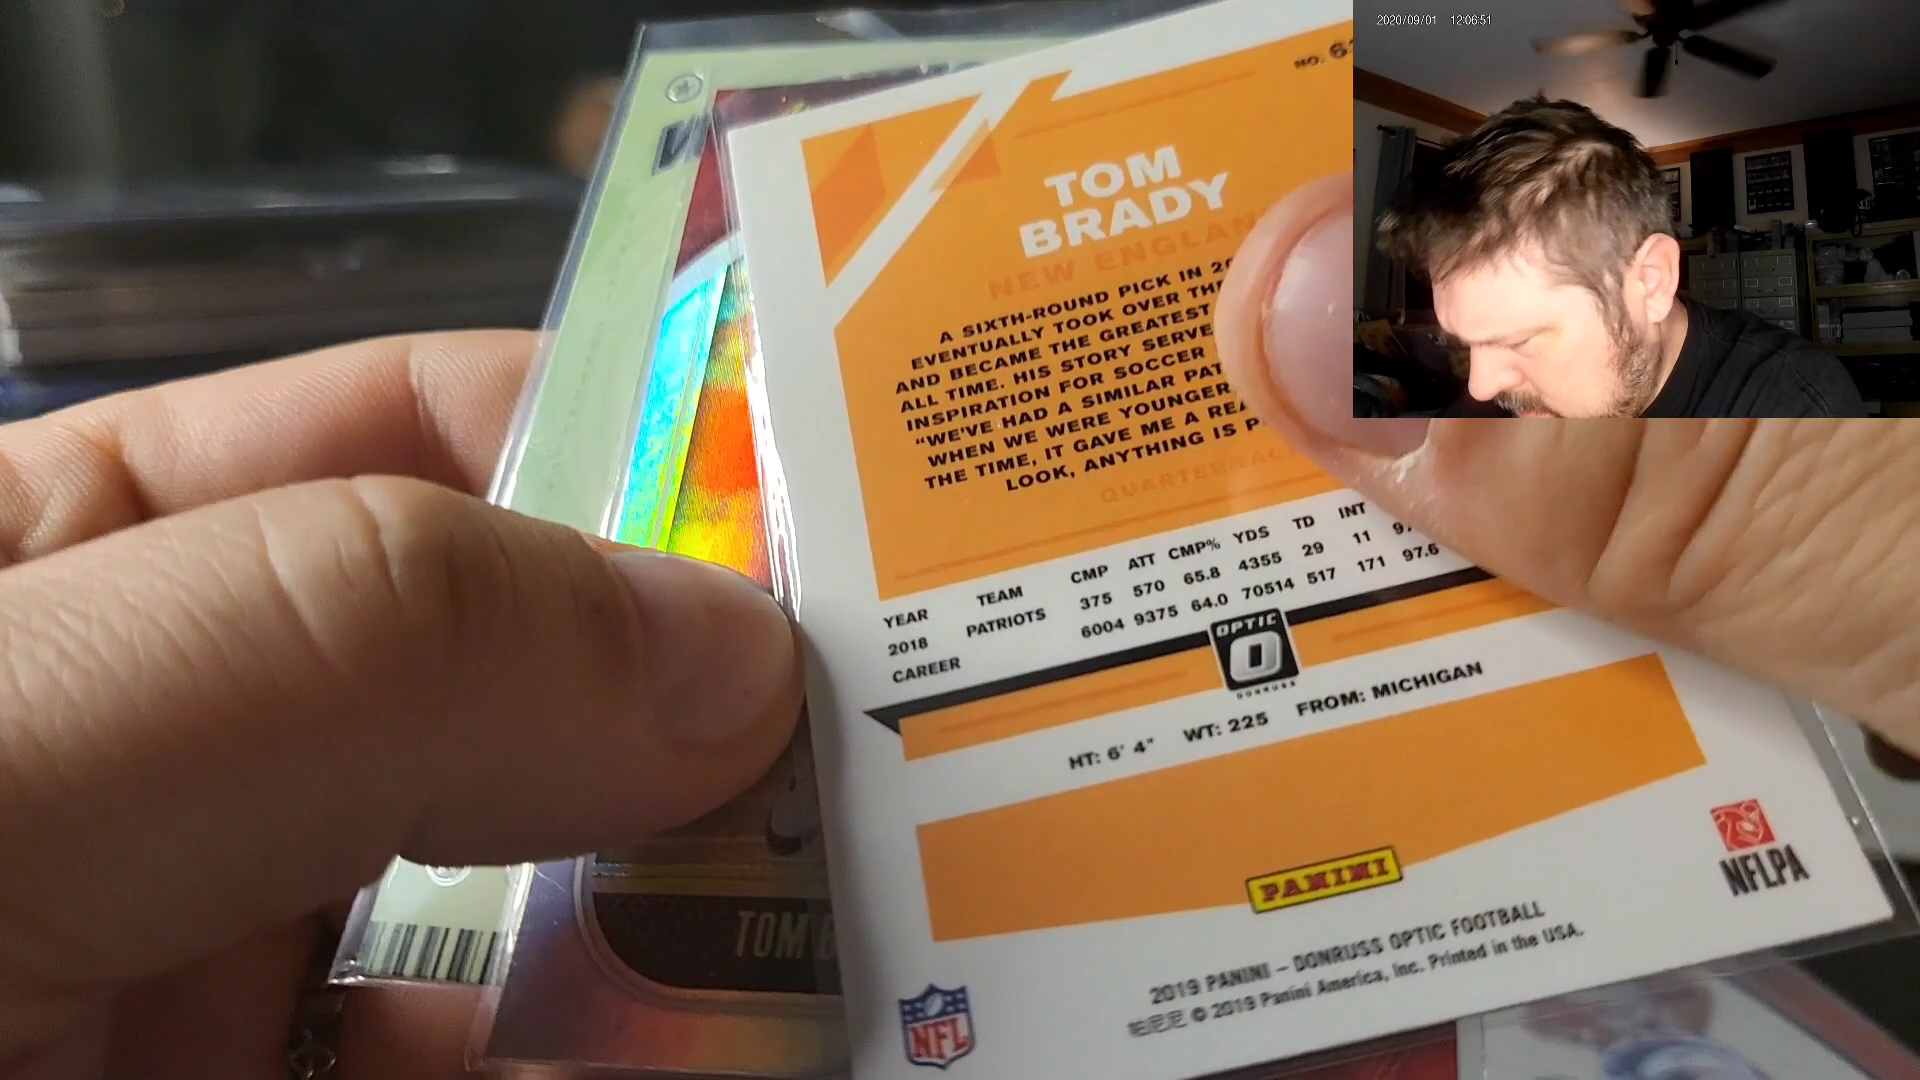 2020/09/01 12:06:51
NO. 6
TOM
BRADY
NEW ENGLAN
A SIXTH-ROUND PICK IN 20
EVENTUALLY TOOK OVER THE
AND BECAME THE GREATEST
ALL TIME. HIS STORY SERVE
INSPIRATION FOR SOCCER
"WE'VE HAD A SIMILAR PAT
WHEN WE WERE YOUNGER
THE TIME, IT GAVE ME A REA
LOOK, ANYTHING IS P
QUARTERBACK
YEAR TEAM CMP ATT CMP% YDS TD INT
2018 PATRIOTS 375 570 65.8 4355 29 11 9
CAREER 6004 9375 64.0 70514 517 171 97.6
OPTIC
O
DONRUSS
HT: 6' 4" WT: 225 FROM: MICHIGAN
PANINI
NFLPA
2019 PANINI – DONRUSS OPTIC FOOTBALL
帕尼尼 © 2019 Panini America, Inc. Printed in the USA.
NFL
TOM B